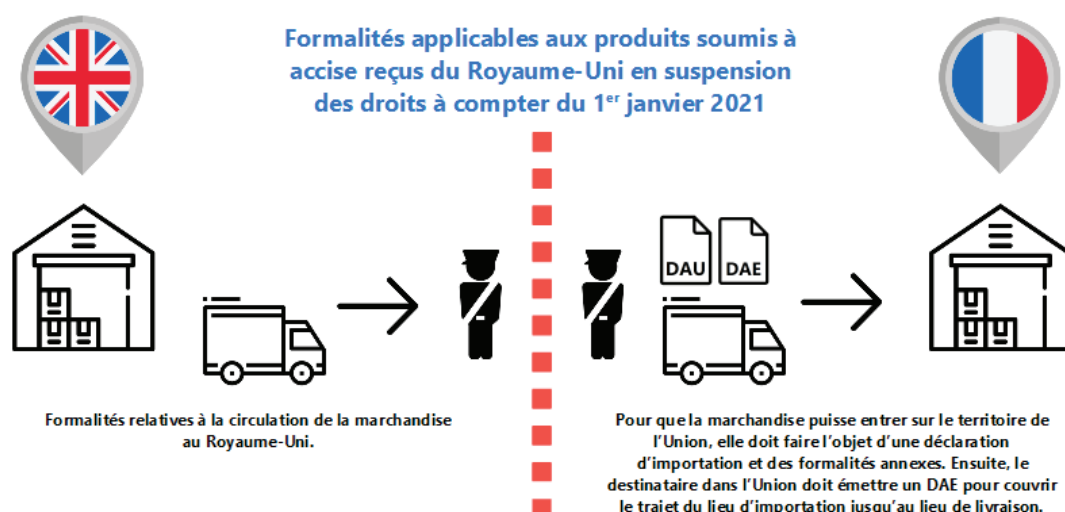 Formalités applicables aux produits soumis à
accise reçus du Royaume-Uni en suspension
des droits à compter du 1er janvier 2021
DAU
DAE
Formalités relatives à la circulation de la marchandise
au Royaume-Uni.
Pour que la marchandise puisse entrer sur le territoire de
l'Union, elle doit faire l'objet d'une déclaration
d'importation et des formalités annexes. Ensuite, le
destinataire dans l'Union doit émettre un DAE pour couvrir
le trajet du lieu d'importation jusqu'au lieu de livraison.